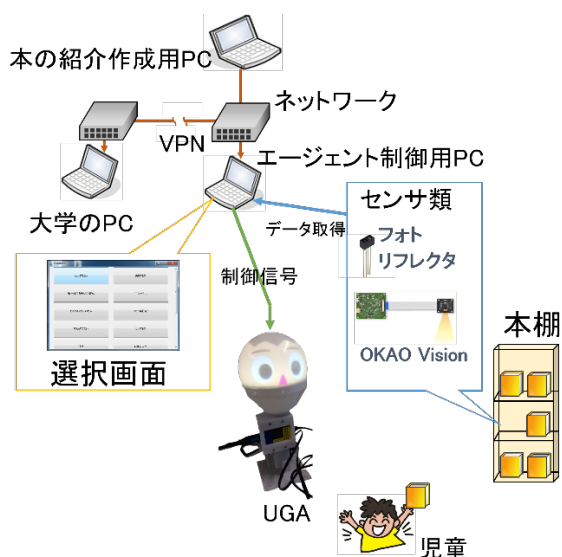 本の紹介作成用PC
ネットワーク
VPN
エージェント制御用PC
大学のPC
センサ類
データ取得
フォト
リフレクタ
制御信号
OKAO Vision
本棚
選択画面
UGA
児童